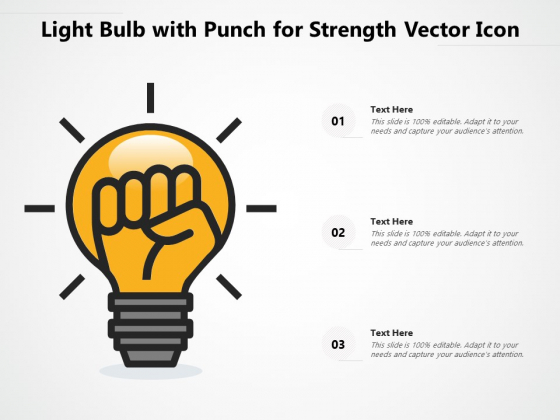 Light Bulb with Punch for Strength Vector Icon
01
Text Here
This slide is 100% editable. Adapt it to your
needs and capture your audience's attention.
02
Text Here
This slide is 100% editable. Adapt it to your
needs and capture your audience's attention.
03
Text Here
This slide is 100% editable. Adapt it to your
needs and capture your audience's attention.